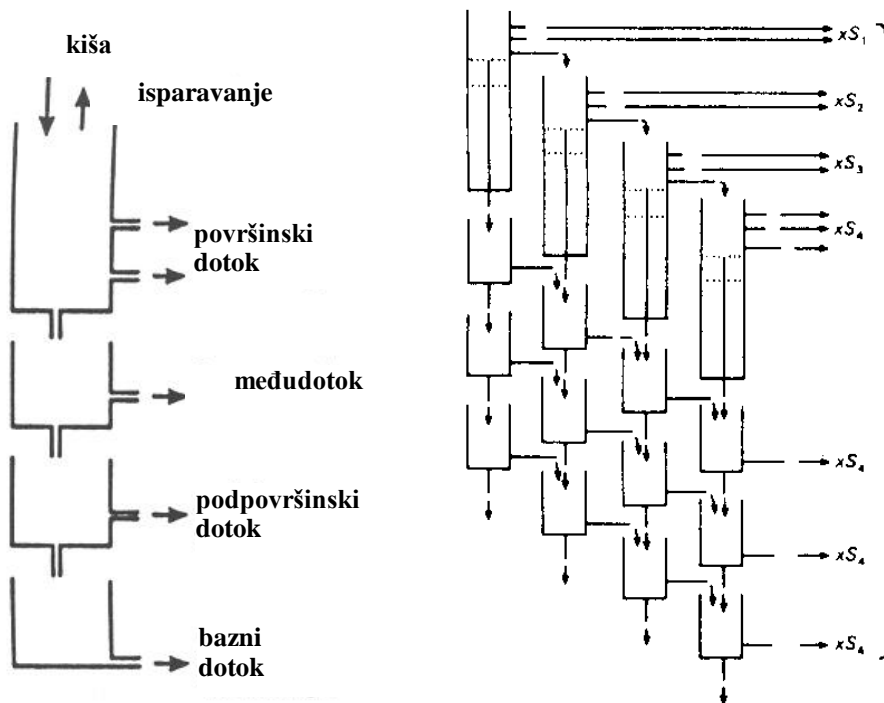 kiša
isparavanje
površinski
dotok
međudotok
podpovršinski
dotok
bazni
dotok
xS₁
xS₂
xS₃
xS₄
xS₄
xS₄
xS₄